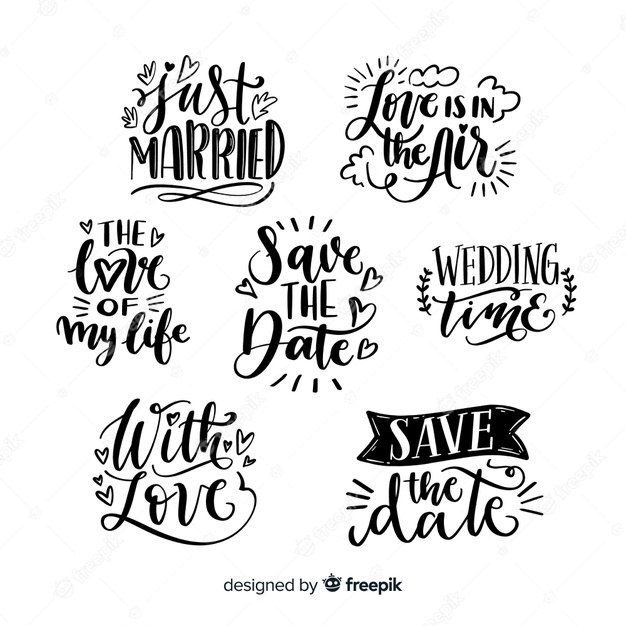 Just
MARRIED
Love IS IN
the Air
THE
love
OF
my life
Save
THE
Date
WEDDING
time
With
Love
SAVE
the
date
designed by freepik